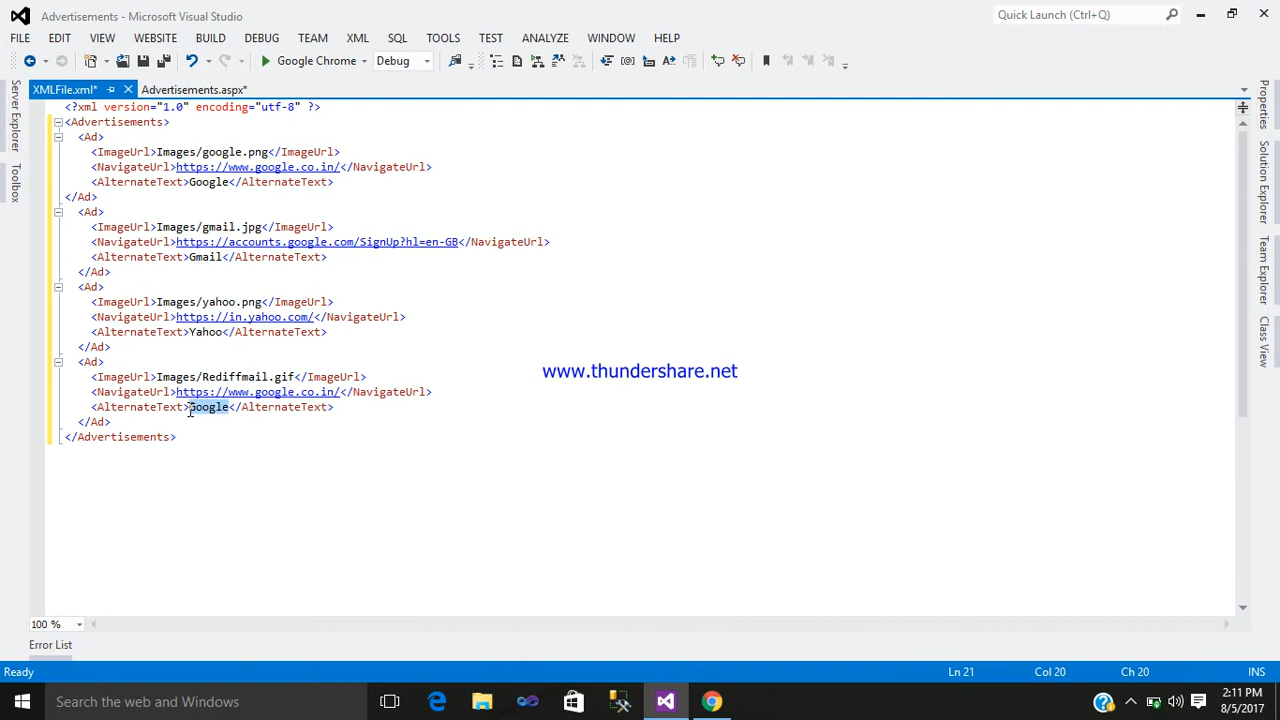 Advertisements - Microsoft Visual Studio
Quick Launch (Ctrl+Q)
FILE EDIT VIEW WEBSITE BUILD DEBUG TEAM XML SQL TOOLS TEST ANALYZE WINDOW HELP
Google Chrome Debug
XMLFile.xml* Advertisements.aspx*
<?xml version="1.0" encoding="utf-8" ?>
<Advertisements>
<Ad>
<ImageUrl>Images/google.png</ImageUrl>
<NavigateUrl>https://www.google.co.in/</NavigateUrl>
<AlternateText>Google</AlternateText>
</Ad>
<Ad>
<ImageUrl>Images/gmail.jpg</ImageUrl>
<NavigateUrl>https://accounts.google.com/SignUp?hl=en-GB</NavigateUrl>
<AlternateText>Gmail</AlternateText>
</Ad>
<Ad>
<ImageUrl>Images/yahoo.png</ImageUrl>
<NavigateUrl>https://in.yahoo.com/</NavigateUrl>
<AlternateText>Yahoo</AlternateText>
</Ad>
<Ad>
<ImageUrl>Images/Rediffmail.gif</ImageUrl>
<NavigateUrl>https://www.google.co.in/</NavigateUrl>
<AlternateText>Google</AlternateText>
</Ad>
</Advertisements>
www.thundershare.net
Server Explorer
Toolbox
Properties
Solution Explorer
Team Explorer
Class View
100 %
Error List
Ready Ln 21 Col 20 Ch 20 INS
Search the web and Windows
2:11 PM
8/5/2017